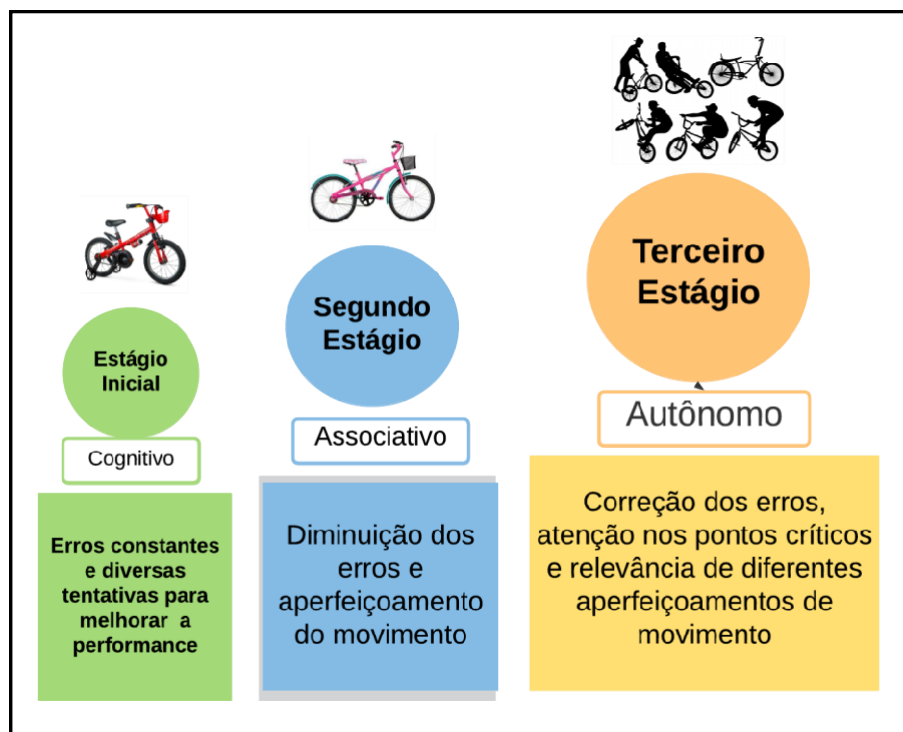 Estágio
Inicial
Cognitivo
Erros constantes
e diversas
tentativas para
melhorar a
performance
Segundo
Estágio
Associativo
Diminuição dos
erros e
aperfeiçoamento
do movimento
Terceiro
Estágio
Autônomo
Correção dos erros,
atenção nos pontos críticos
e relevância de diferentes
aperfeiçoamentos de
movimento